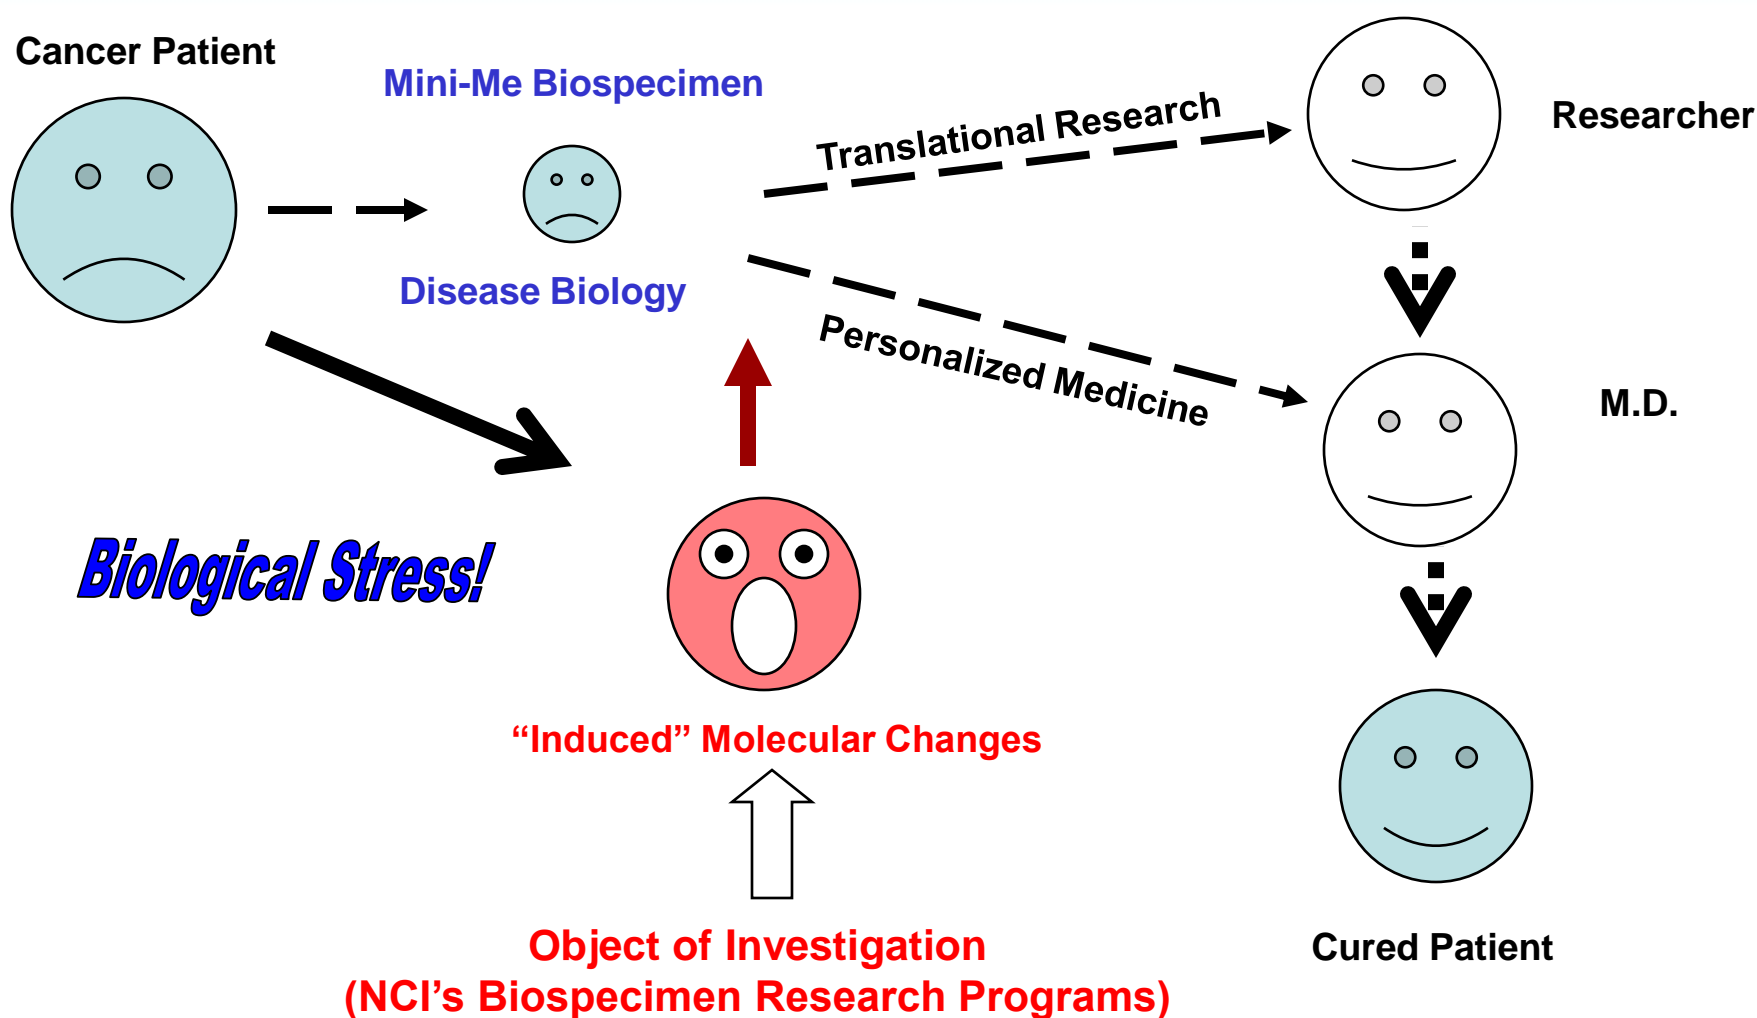 Cancer Patient
Mini-Me Biospecimen
Translational Research
Researcher
Disease Biology
Personalized Medicine
M.D.
Biological Stress!
“Induced” Molecular Changes
Object of Investigation
(NCI’s Biospecimen Research Programs)
Cured Patient